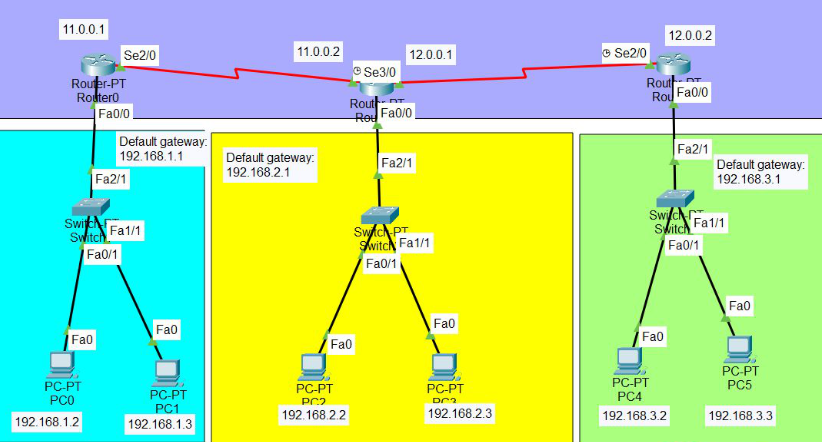 11.0.0.1
Se2/0
11.0.0.2
12.0.0.1
Se2/0
12.0.0.2
Se3/0
Router-PT
Router0
Fa0/0
Fa0/0
Fa0/0
Default gateway:
192.168.1.1
Default gateway:
192.168.2.1
Default gateway:
192.168.3.1
Fa2/1
Fa2/1
Fa2/1
Fa1/1
Fa0/1
Fa1/1
Fa0/1
Fa1/1
Fa0/1
Fa0
Fa0
Fa0
Fa0
Fa0
Fa0
PC-PT
PC0
192.168.1.2
PC-PT
PC1
192.168.1.3
PC-PT
PC2
192.168.2.2
PC-PT
PC3
192.168.2.3
PC-PT
PC4
192.168.3.2
PC-PT
PC5
192.168.3.3